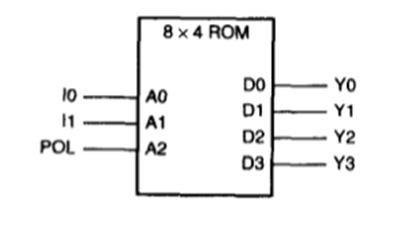 8 × 4 ROM
I0 A0 D0 Y0
I1 A1 D1 Y1
POL A2 D2 Y2
D3 Y3